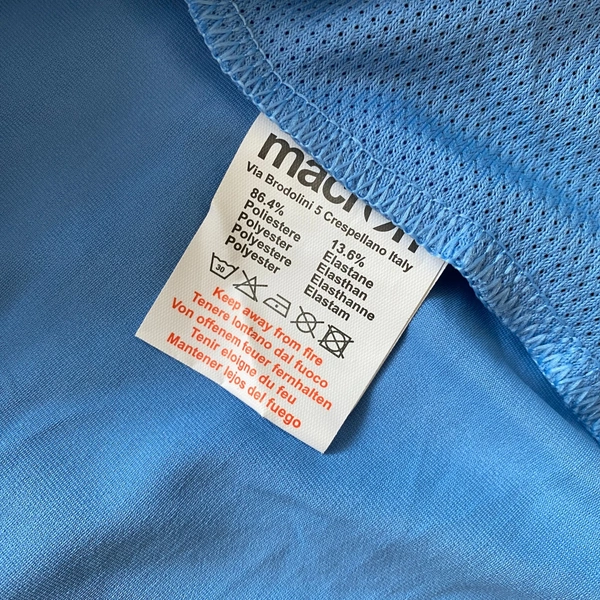 macron
Via Brodolini 5 Crespellano Italy
86.4%
Poliestere
Polyester
Polyestere
Polyester
13.6%
Elastane
Elasthan
Elasthanne
Elastam
30
Keep away from fire
Tenere lontano dal fuoco
Von offenem feuer fernhalten
Tenir eloigne du feu
Mantener lejos del fuego